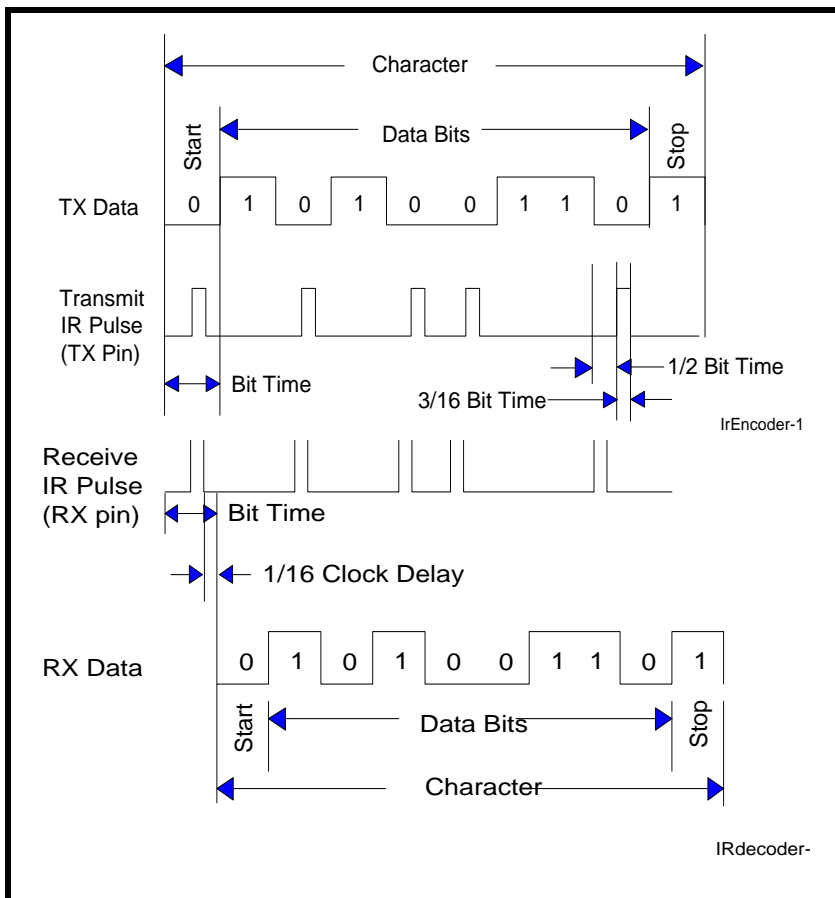 Character
Start
Data Bits
Stop
TX Data
0 1 0 1 0 0 1 1 0 1
Transmit
IR Pulse
(TX Pin)
Bit Time
1/2 Bit Time
3/16 Bit Time
IrEncoder-1
Receive
IR Pulse
(RX pin)
Bit Time
1/16 Clock Delay
RX Data
0 1 0 1 0 0 1 1 0 1
Start
Data Bits
Stop
Character
IRdecoder-